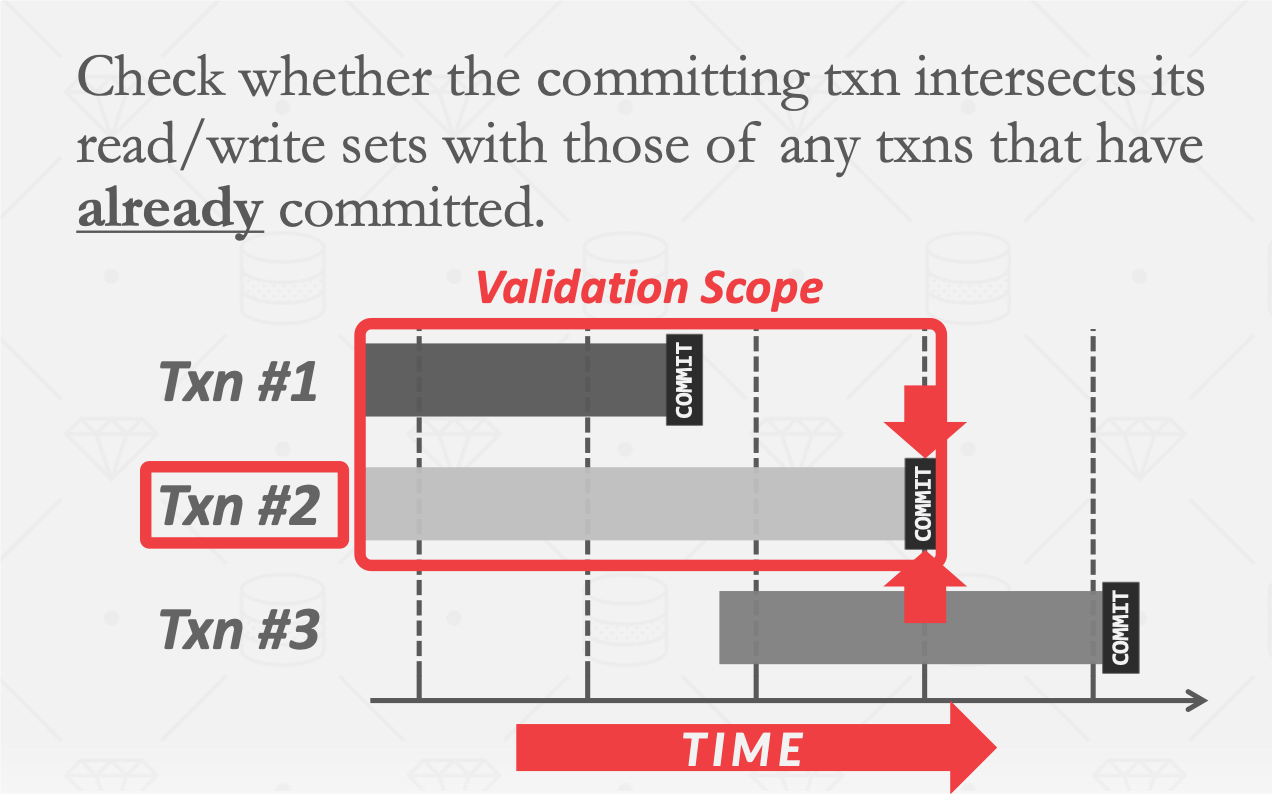 Check whether the committing txn intersects its
read/write sets with those of any txns that have
already committed.
Validation Scope
Txn #1
COMMIT
Txn #2
COMMIT
Txn #3
COMMIT
TIME